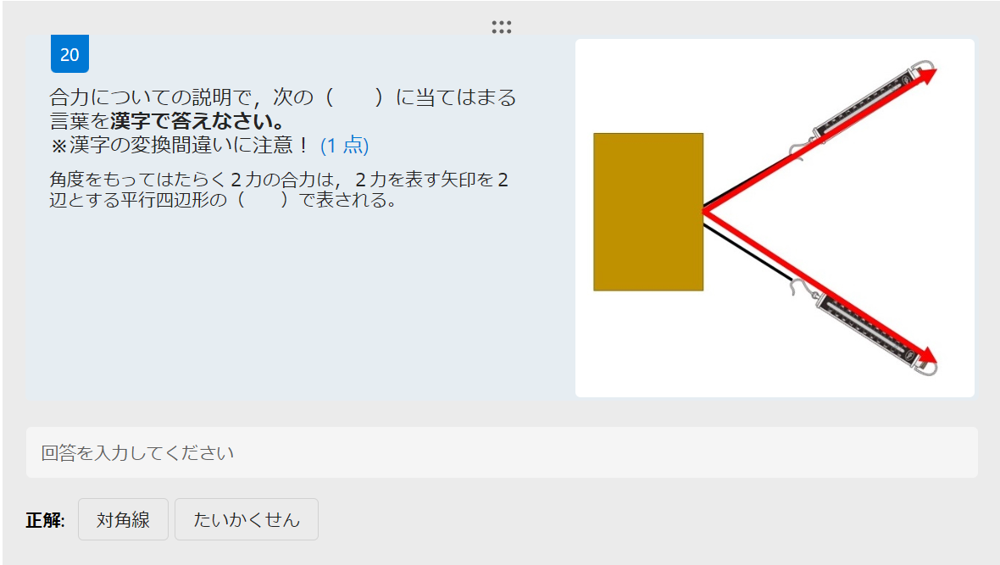 20
合力についての説明で，次の（　　）に当てはまる
言葉を漢字で答えなさい。
※漢字の変換間違いに注意！ (1 点)
角度をもってはたらく２力の合力は，２力を表す矢印を２
辺とする平行四辺形の（　　）で表される。
回答を入力してください
正解: 対角線 たいかくせん